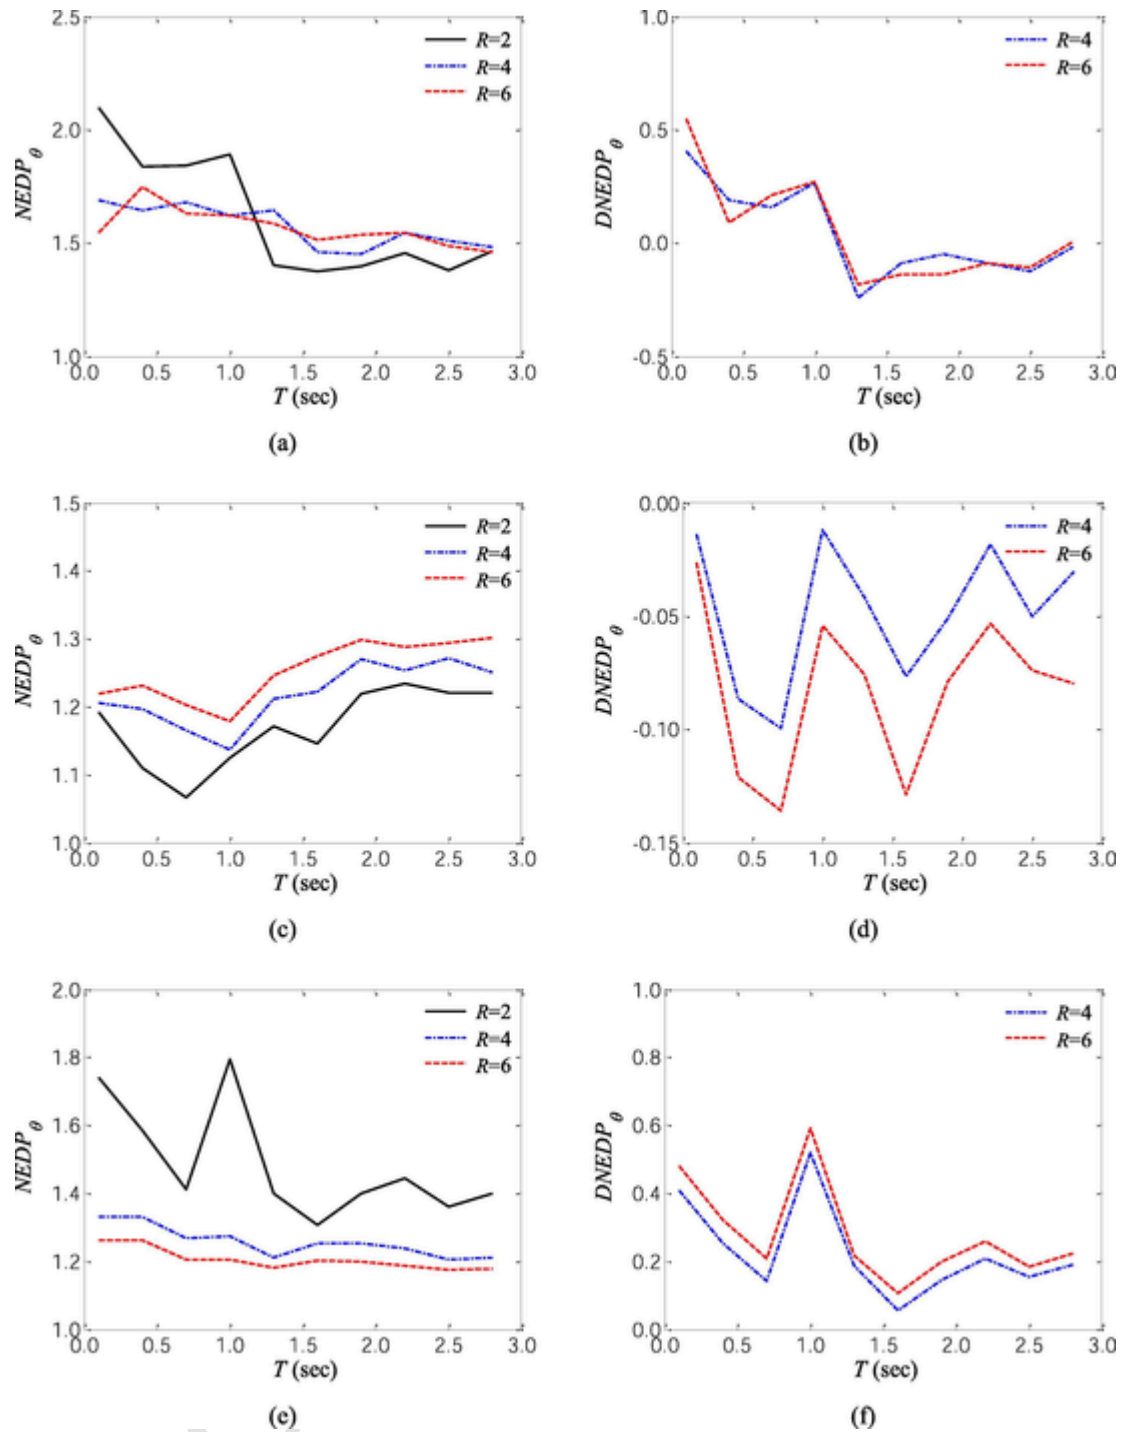 2.5
2.0
1.5
1.0
NEDP θ
R=2
R=4
R=6
0.0 0.5 1.0 1.5 2.0 2.5 3.0
T (sec)
(a)
1.0
0.5
0.0
-0.5
DNEDP θ
R=4
R=6
0.0 0.5 1.0 1.5 2.0 2.5 3.0
T (sec)
(b)
1.5
1.4
1.3
1.2
1.1
1.0
NEDP θ
R=2
R=4
R=6
0.0 0.5 1.0 1.5 2.0 2.5 3.0
T (sec)
(c)
0.00
-0.05
-0.10
-0.15
DNEDP θ
R=4
R=6
0.0 0.5 1.0 1.5 2.0 2.5 3.0
T (sec)
(d)
2.0
1.8
1.6
1.4
1.2
1.0
NEDP θ
R=2
R=4
R=6
0.0 0.5 1.0 1.5 2.0 2.5 3.0
T (sec)
(e)
1.0
0.8
0.6
0.4
0.2
0.0
DNEDP θ
R=4
R=6
0.0 0.5 1.0 1.5 2.0 2.5 3.0
T (sec)
(f)